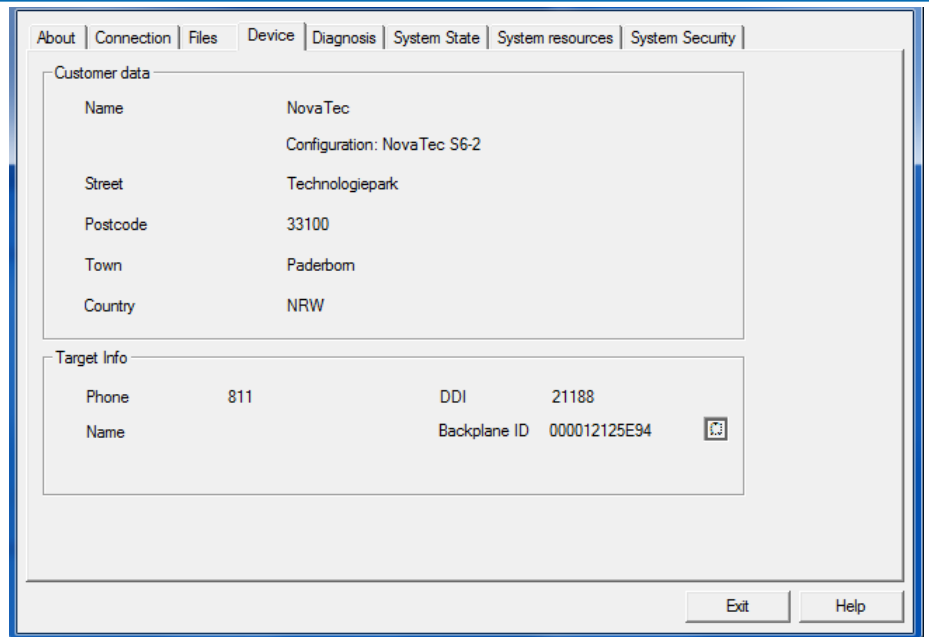 About Connection Files Device Diagnosis System State System resources System Security
Customer data
Name NovaTec
Configuration: NovaTec S6-2
Street Technologiepark
Postcode 33100
Town Paderborn
Country NRW
Target Info
Phone 811 DDI 21188
Name Backplane ID 000012125E94
Exit Help